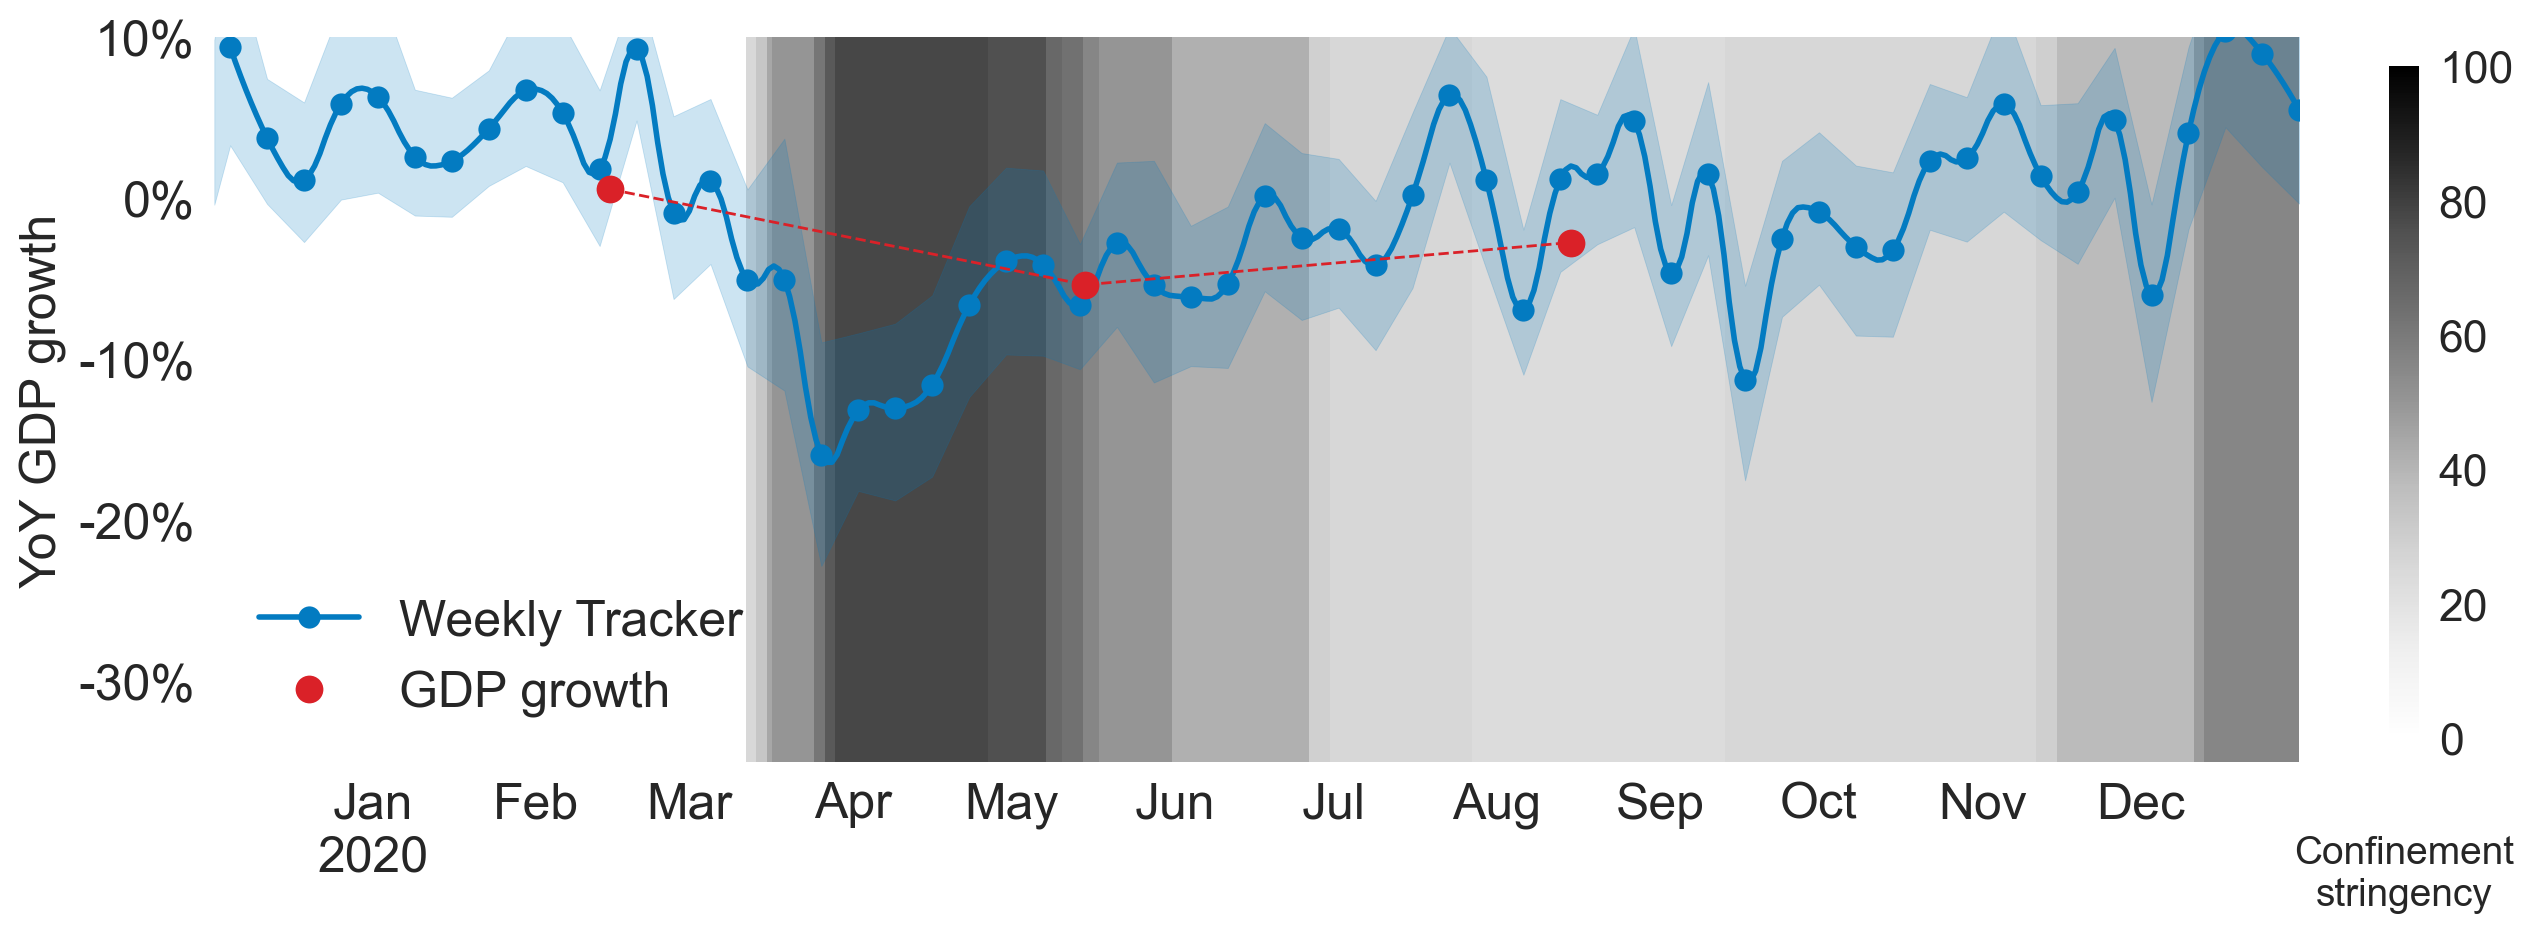 10%
0%
-10%
-20%
-30%
YoY GDP growth
Weekly Tracker
GDP growth
Jan Feb Mar Apr May Jun Jul Aug Sep Oct Nov Dec
2020
100
80
60
40
20
0
Confinement
stringency